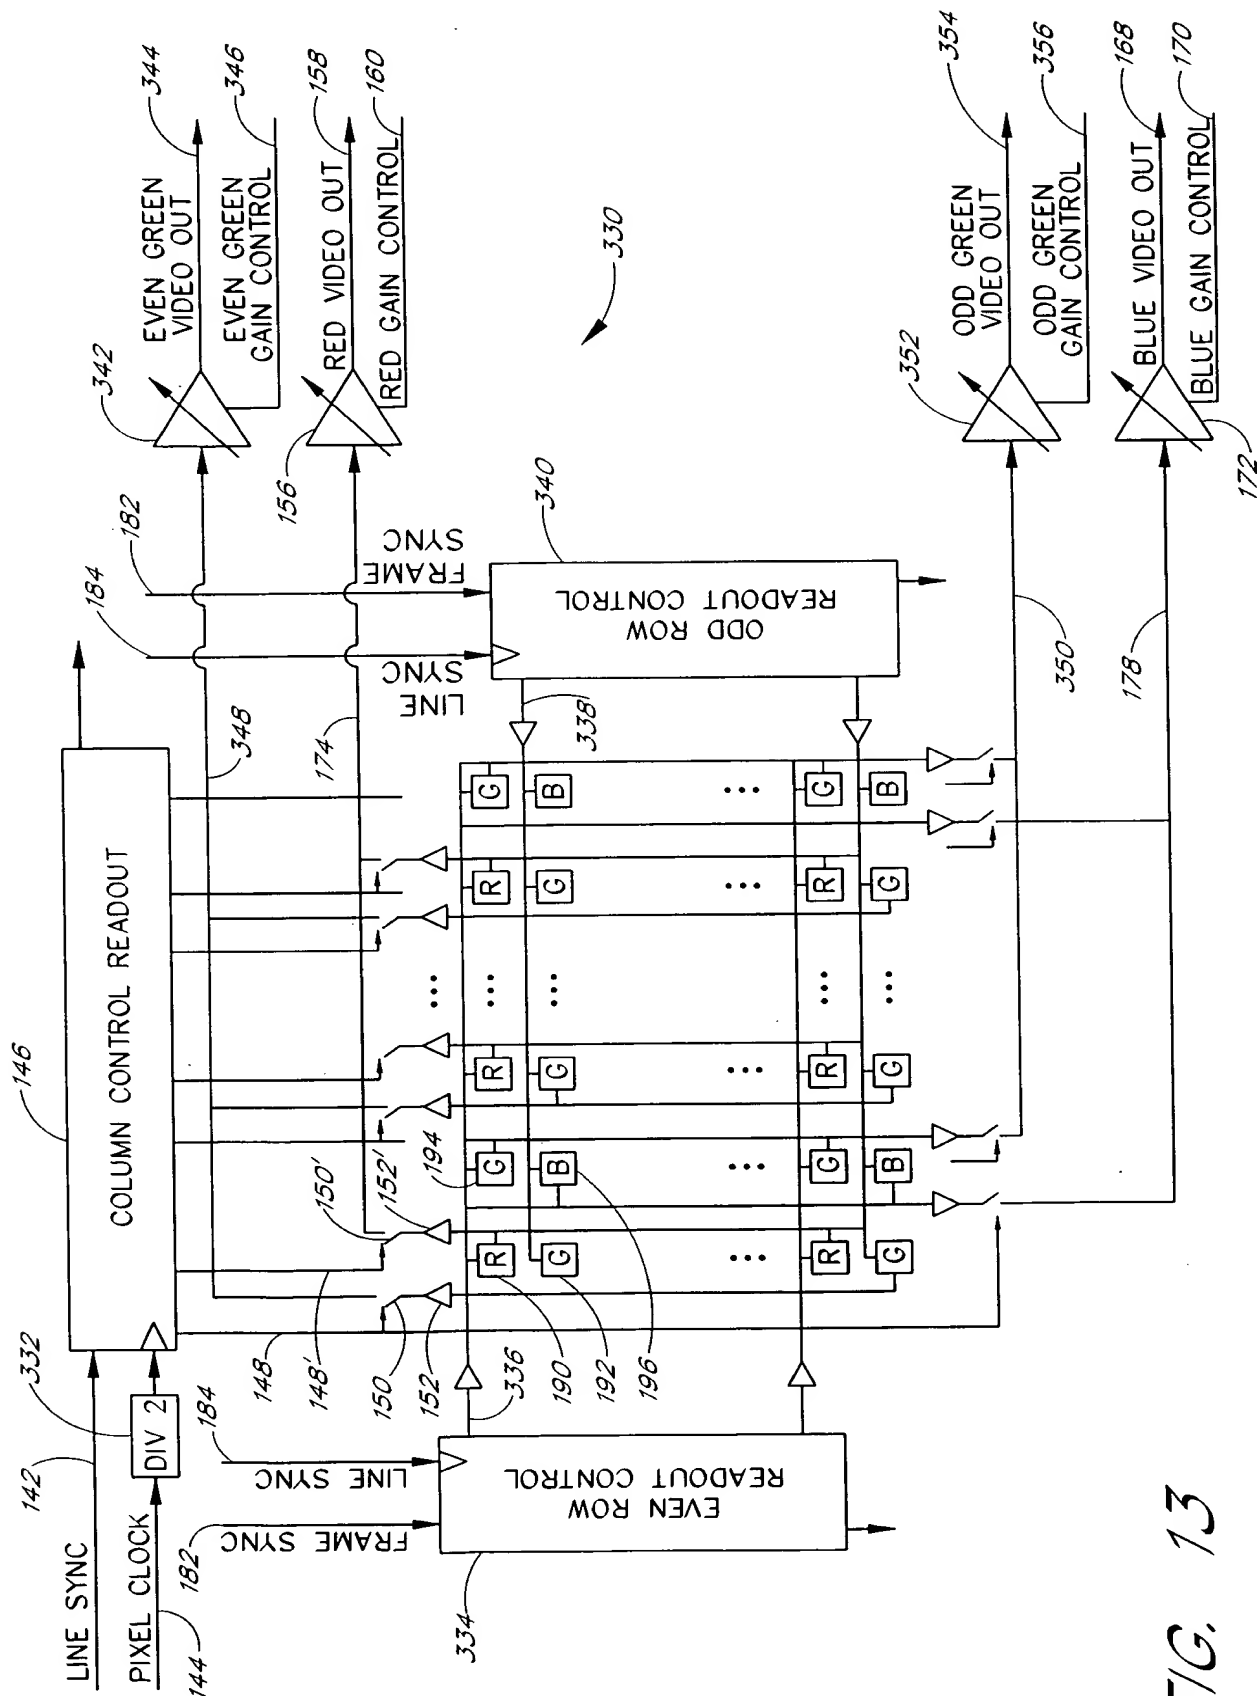 LINE SYNC
142
PIXEL CLOCK
144
DIV 2
332
COLUMN CONTROL READOUT
146
348
174
184
182
LINE
SYNC
FRAME
SYNC
342
EVEN GREEN
VIDEO OUT
344
EVEN GREEN
GAIN CONTROL
346
156
RED VIDEO OUT
158
RED GAIN CONTROL
160
148
148'
150
150'
152
152'
182
FRAME SYNC
184
LINE SYNC
334
EVEN ROW
READOUT CONTROL
336
338
340
ODD ROW
READOUT CONTROL
330
R
G
R
R
G
G
B
G
G
B
190
192
194
196
R
G
R
R
G
G
B
G
G
B
350
178
352
ODD GREEN
VIDEO OUT
354
ODD GREEN
GAIN CONTROL
356
172
BLUE VIDEO OUT
168
BLUE GAIN CONTROL
170
FIG. 13